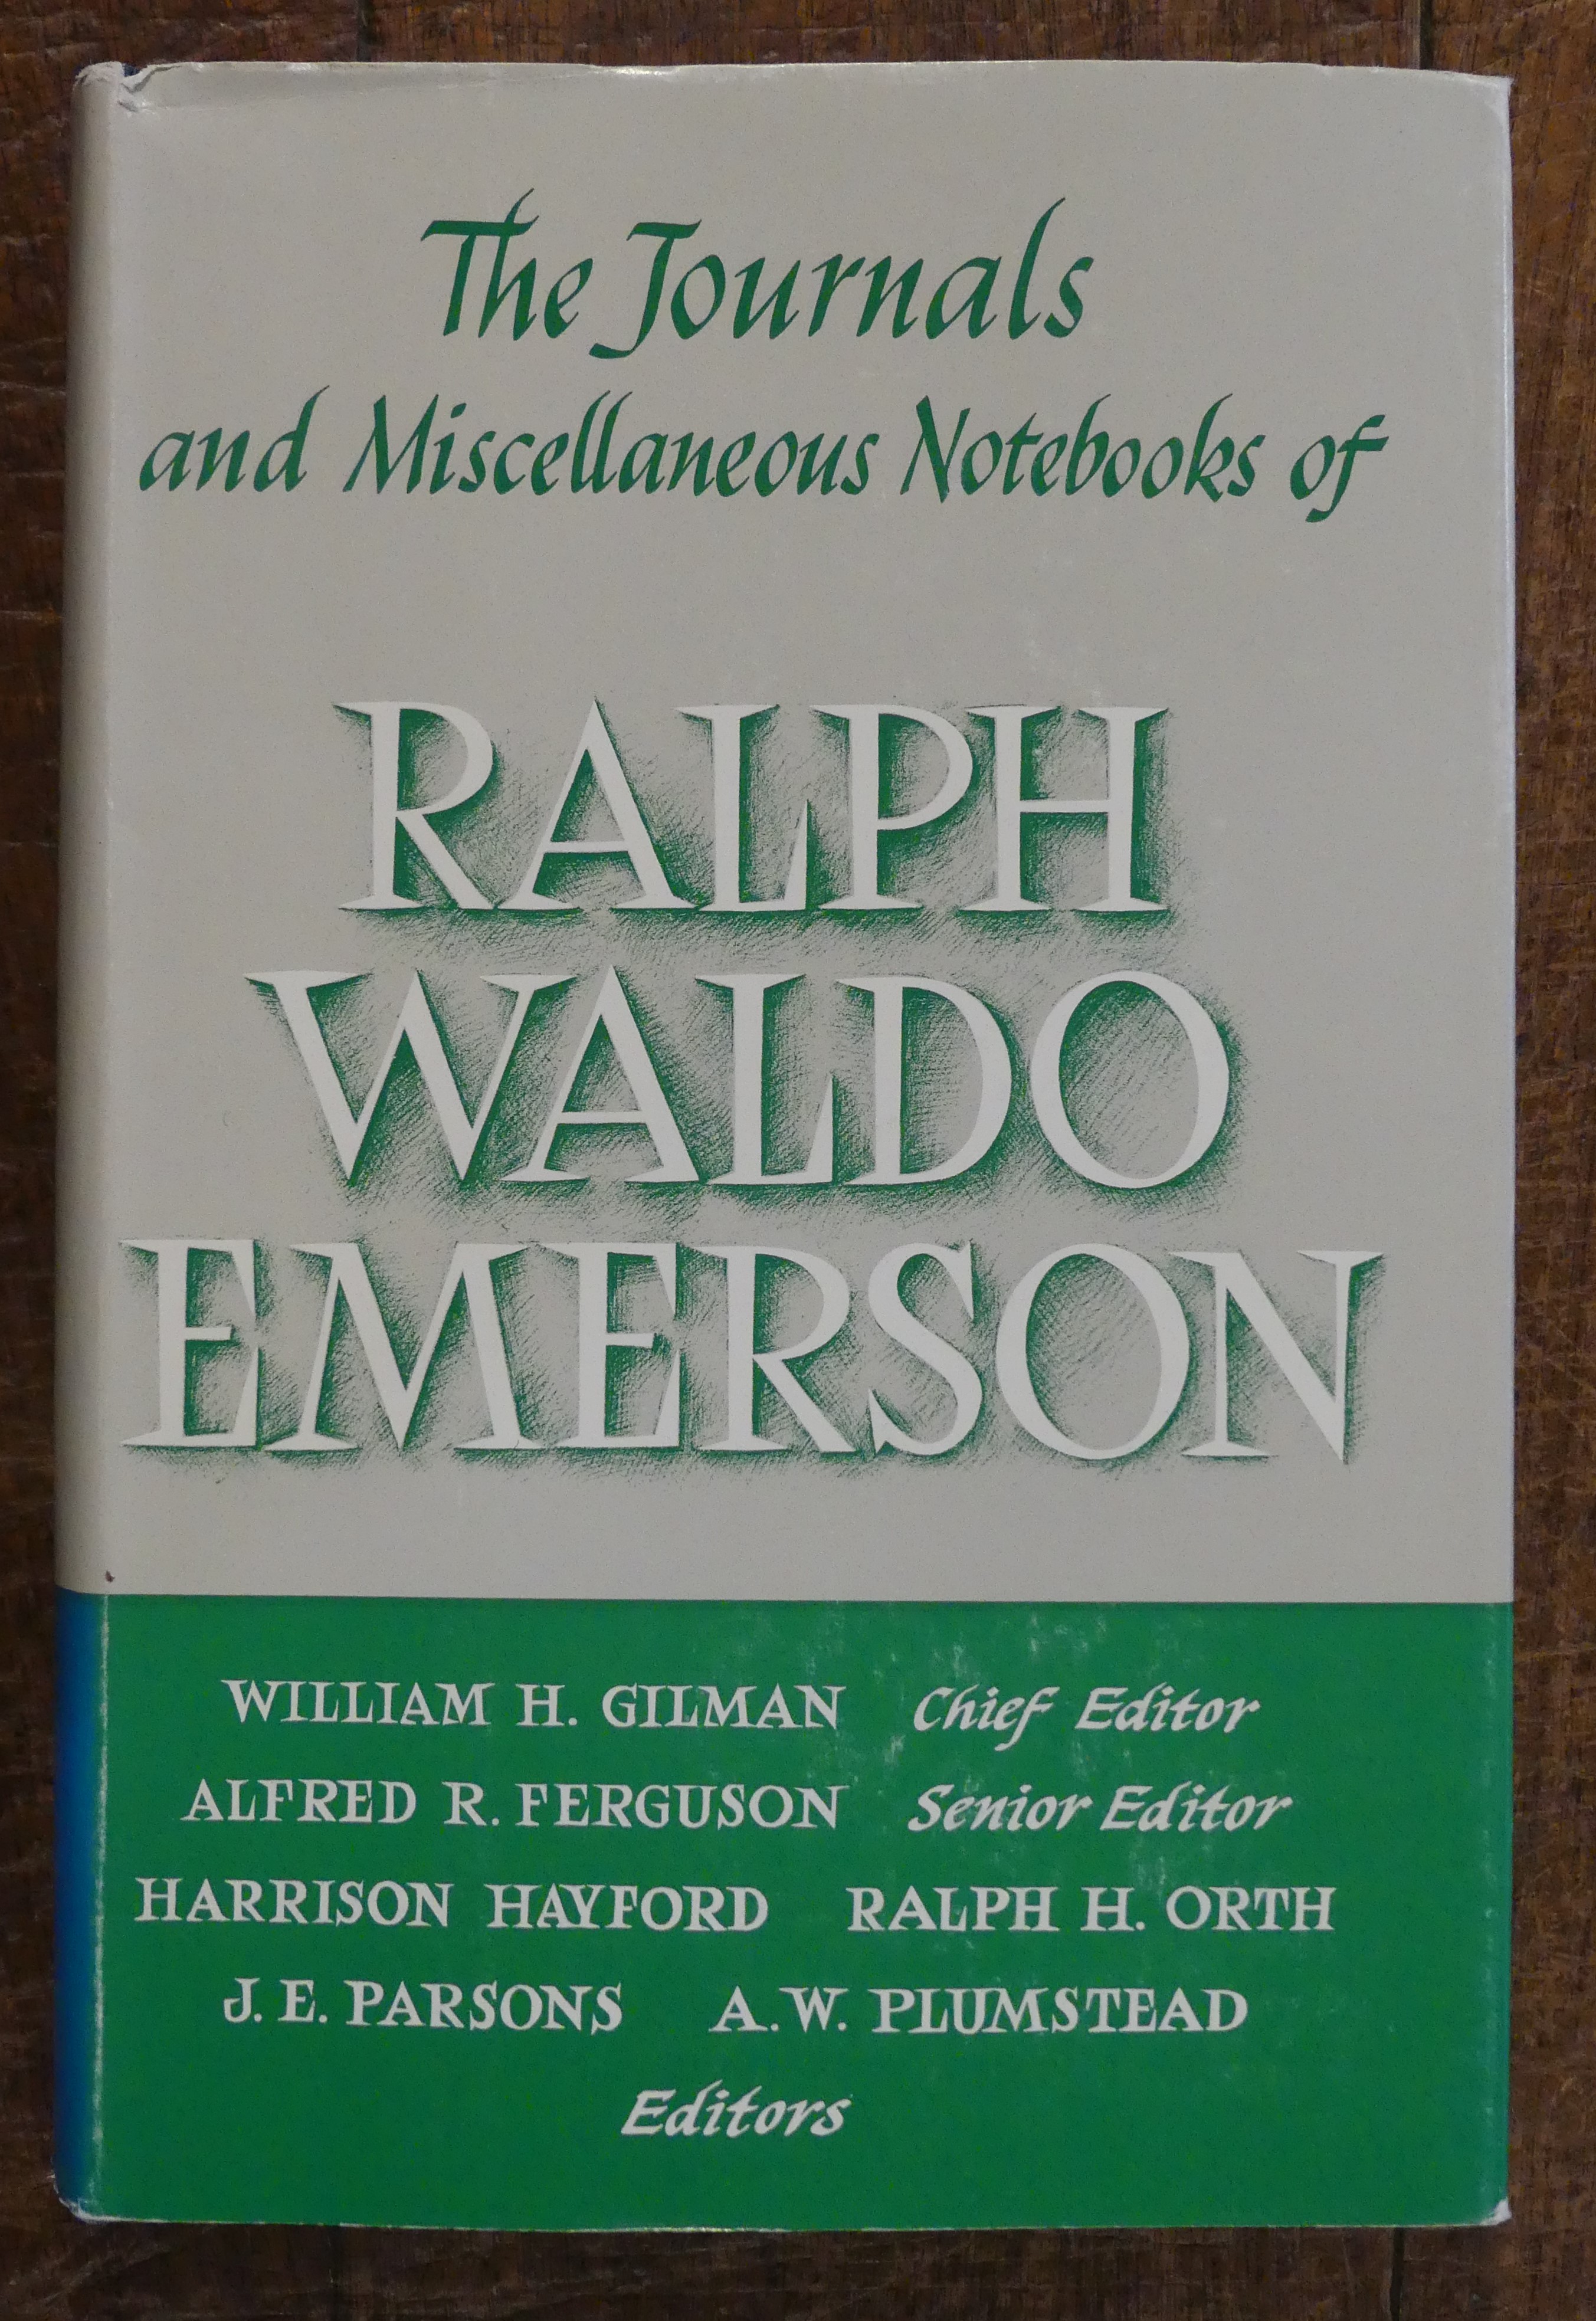 The Journals
and Miscellaneous Notebooks of
RALPH
WALDO
EMERSON
WILLIAM H. GILMAN Chief Editor
ALFRED R. FERGUSON Senior Editor
HARRISON HAYFORD RALPH H. ORTH
J. E. PARSONS A. W. PLUMSTEAD
Editors